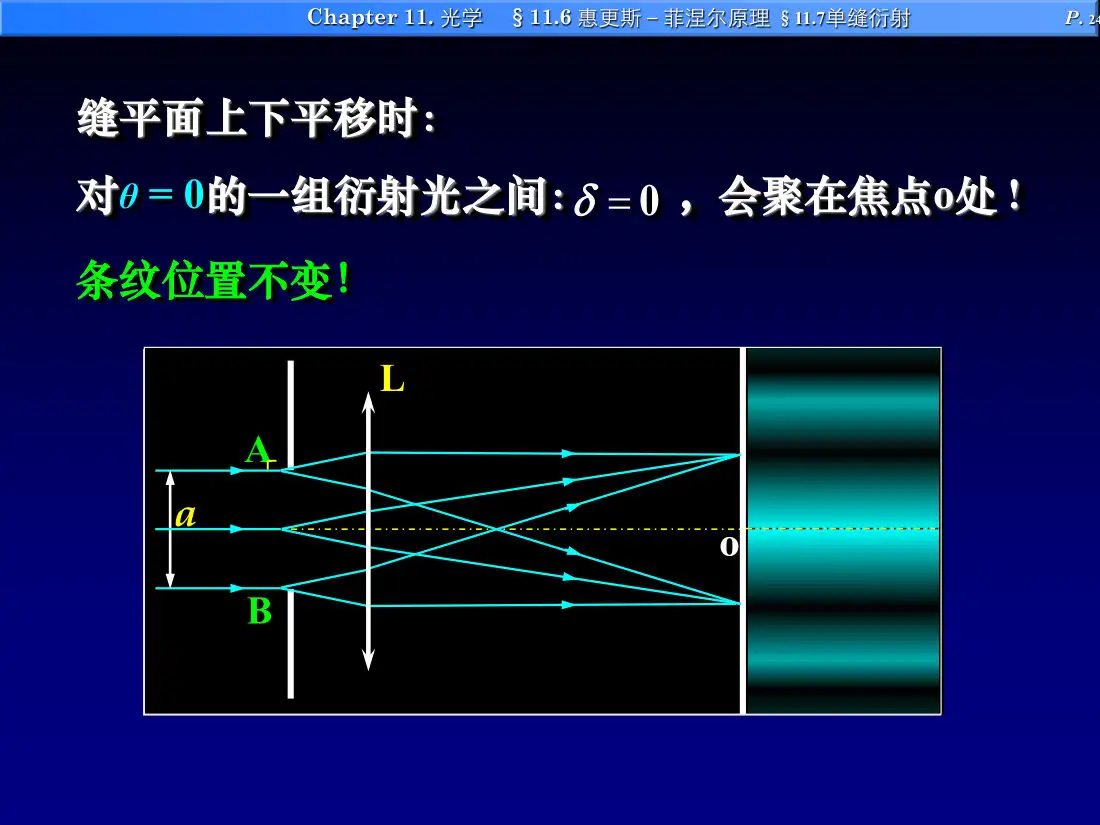 Chapter 11. 光学 §11.6 惠更斯–菲涅尔原理 §11.7单缝衍射 P. 24
缝平面上下平移时：
对θ = 0的一组衍射光之间：δ = 0 ，会聚在焦点o处！
条纹位置不变！
L
A
a
o
B